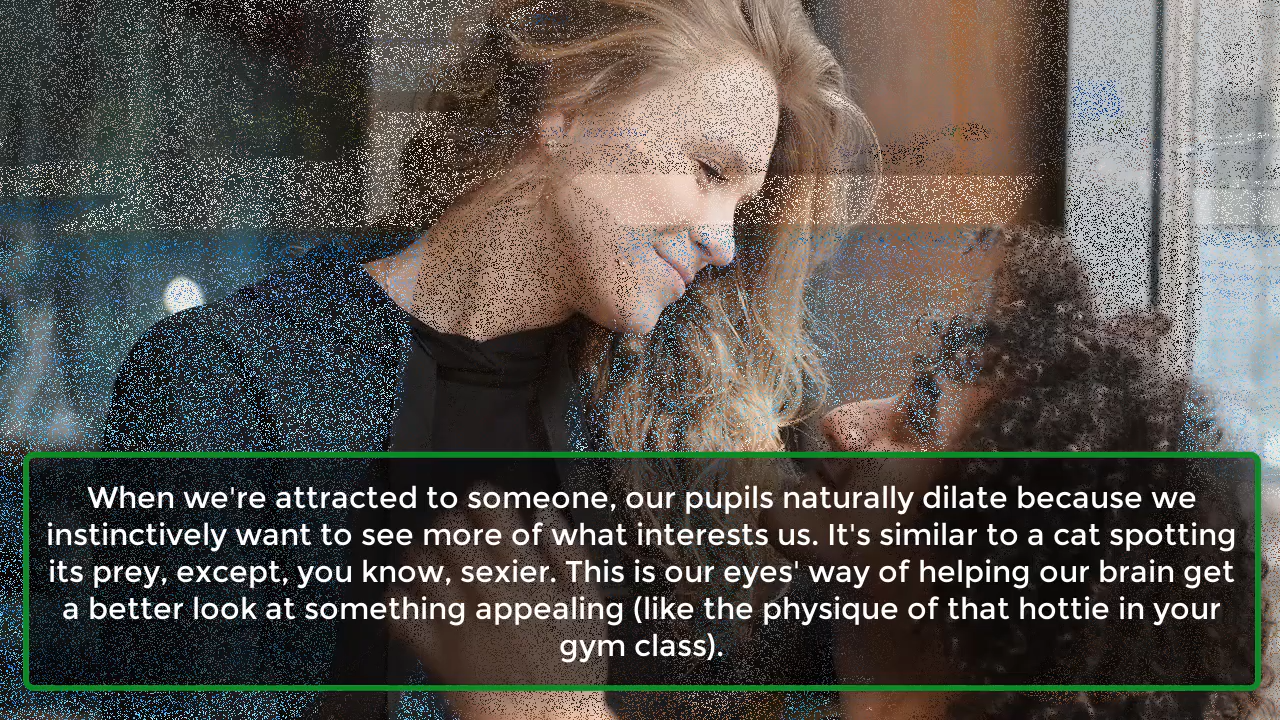 When we're attracted to someone, our pupils naturally dilate because we
instinctively want to see more of what interests us. It's similar to a cat spotting
its prey, except, you know, sexier. This is our eyes' way of helping our brain get
a better look at something appealing (like the physique of that hottie in your
gym class).